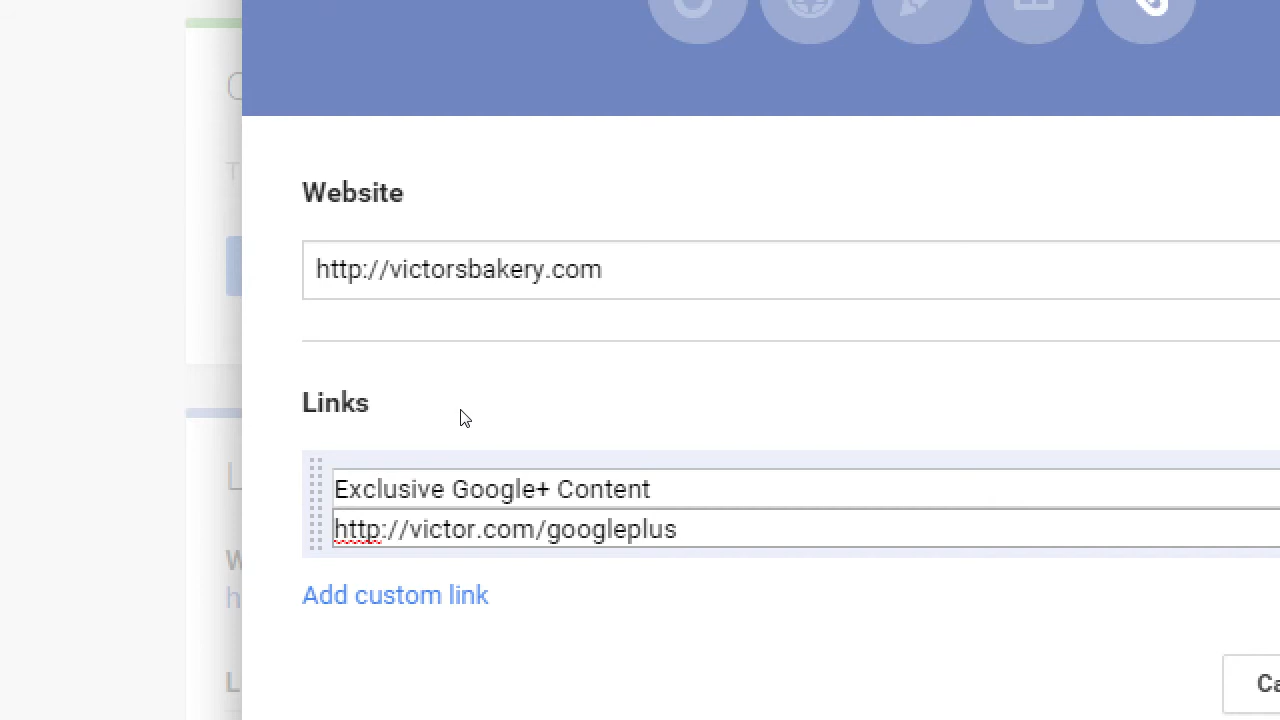 Website
http://victorsbakery.com
Links
Exclusive Google+ Content
http://victor.com/googleplus
Add custom link